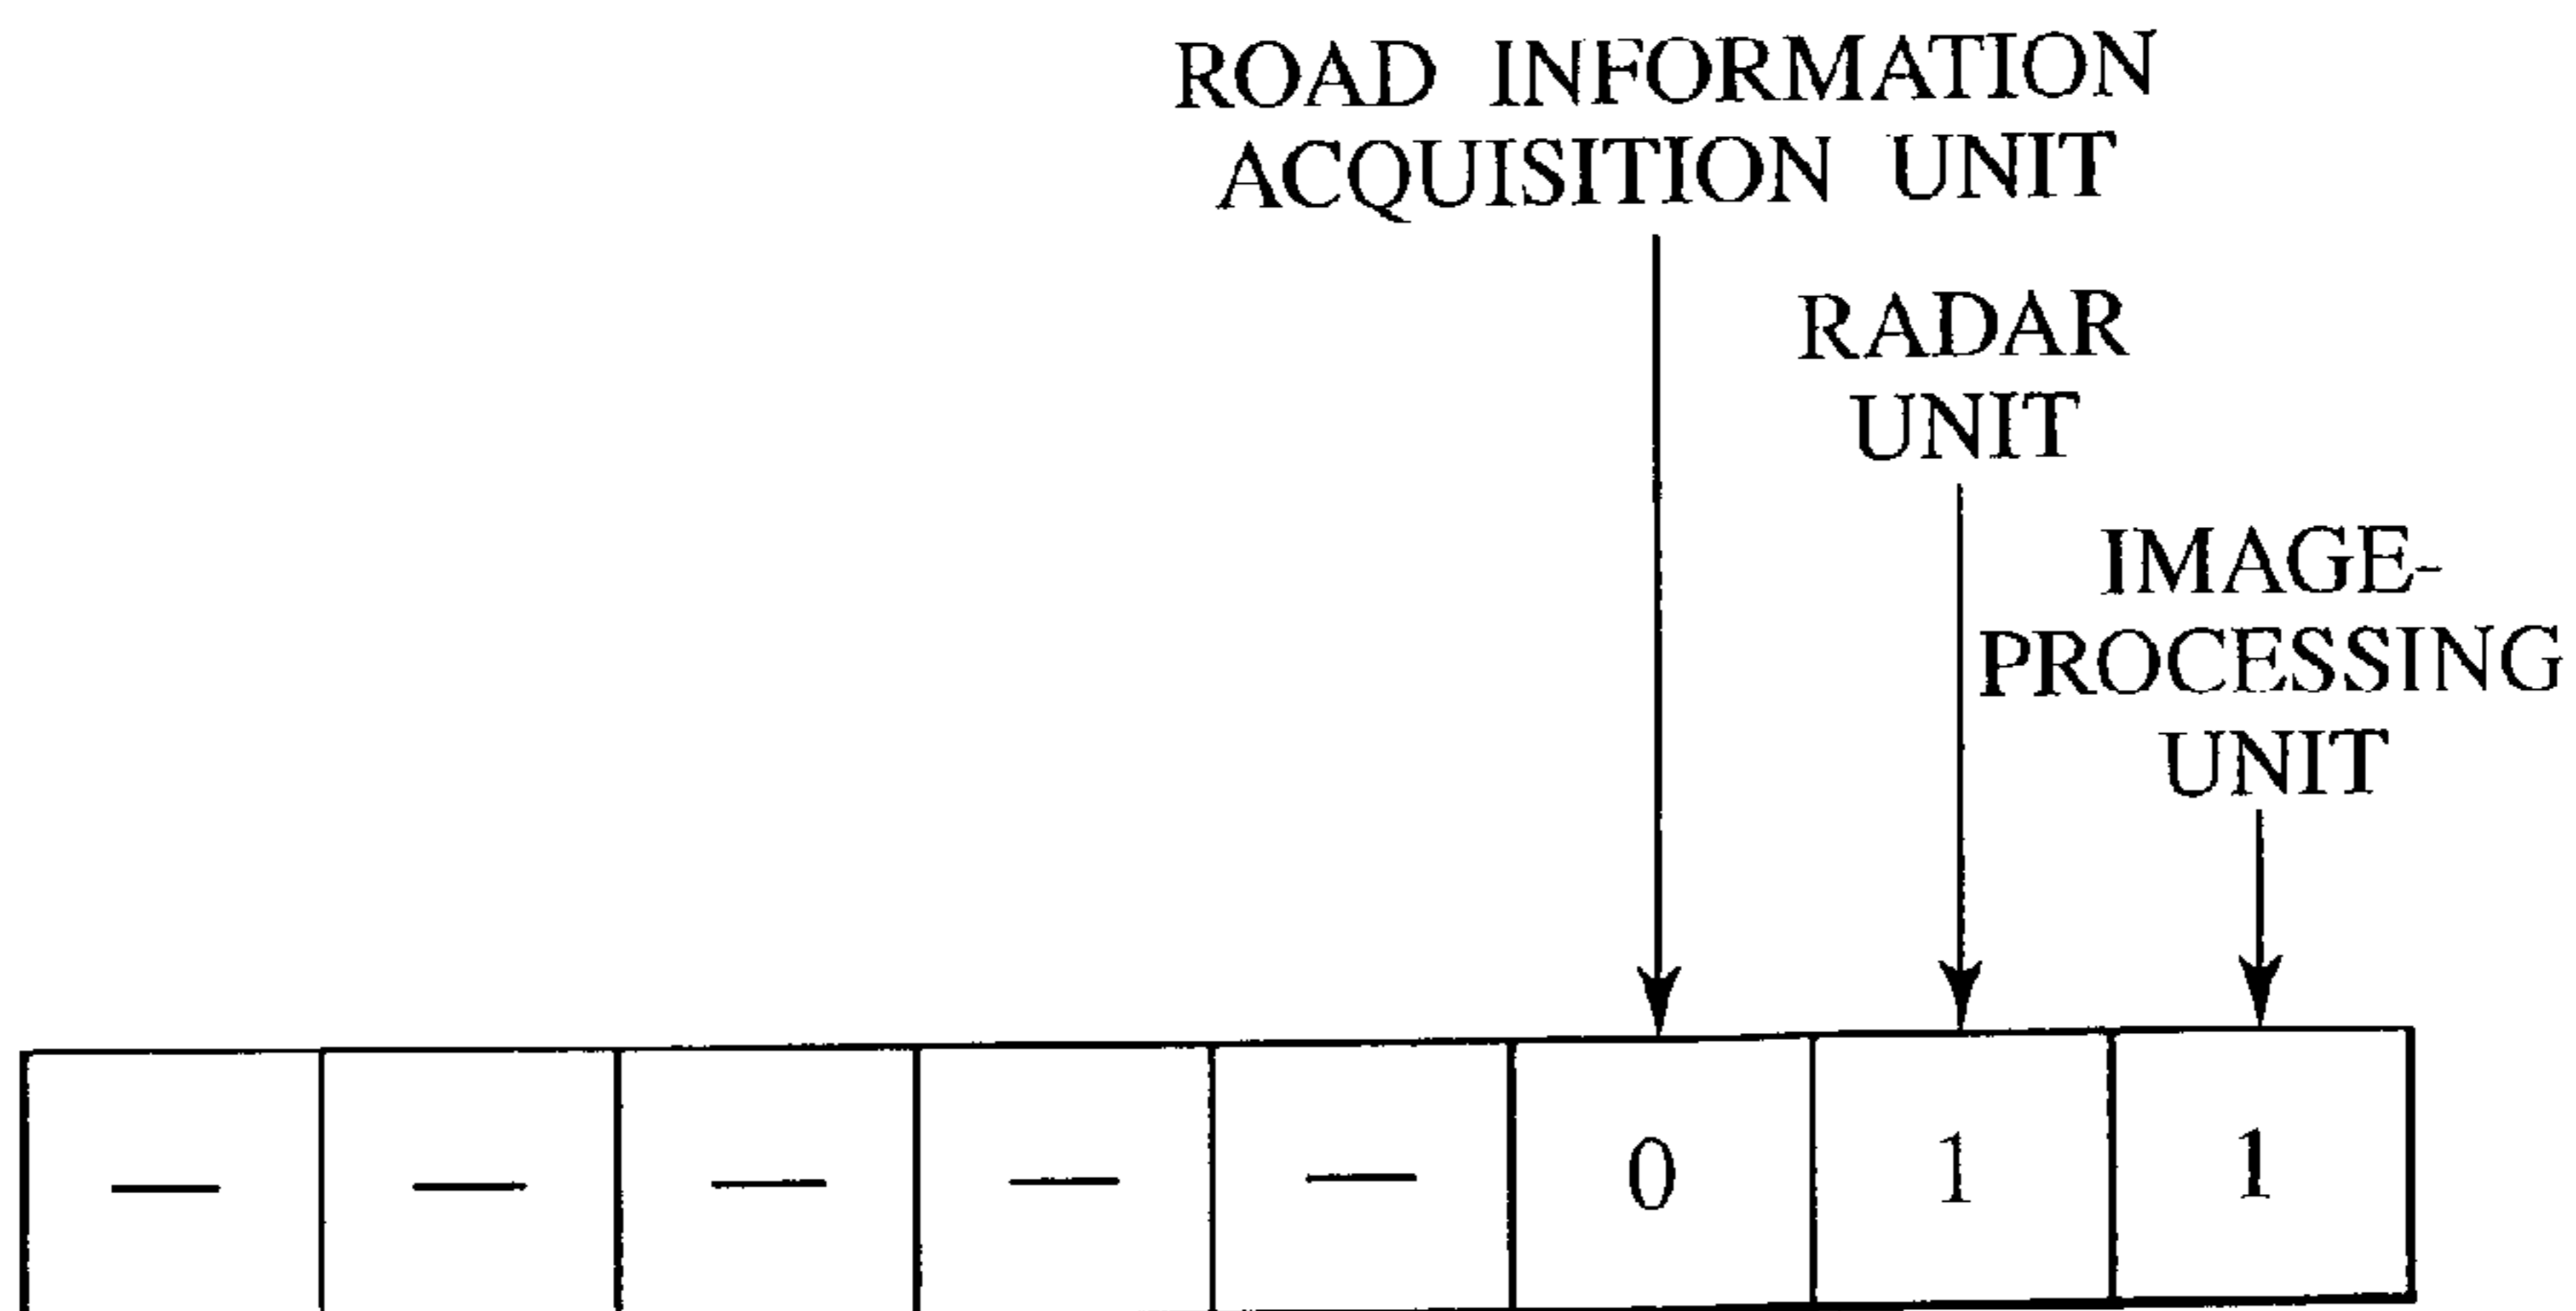 ROAD INFORMATION
ACQUISITION UNIT
RADAR
UNIT
IMAGE-
PROCESSING
UNIT
— — — — — 0 1 1